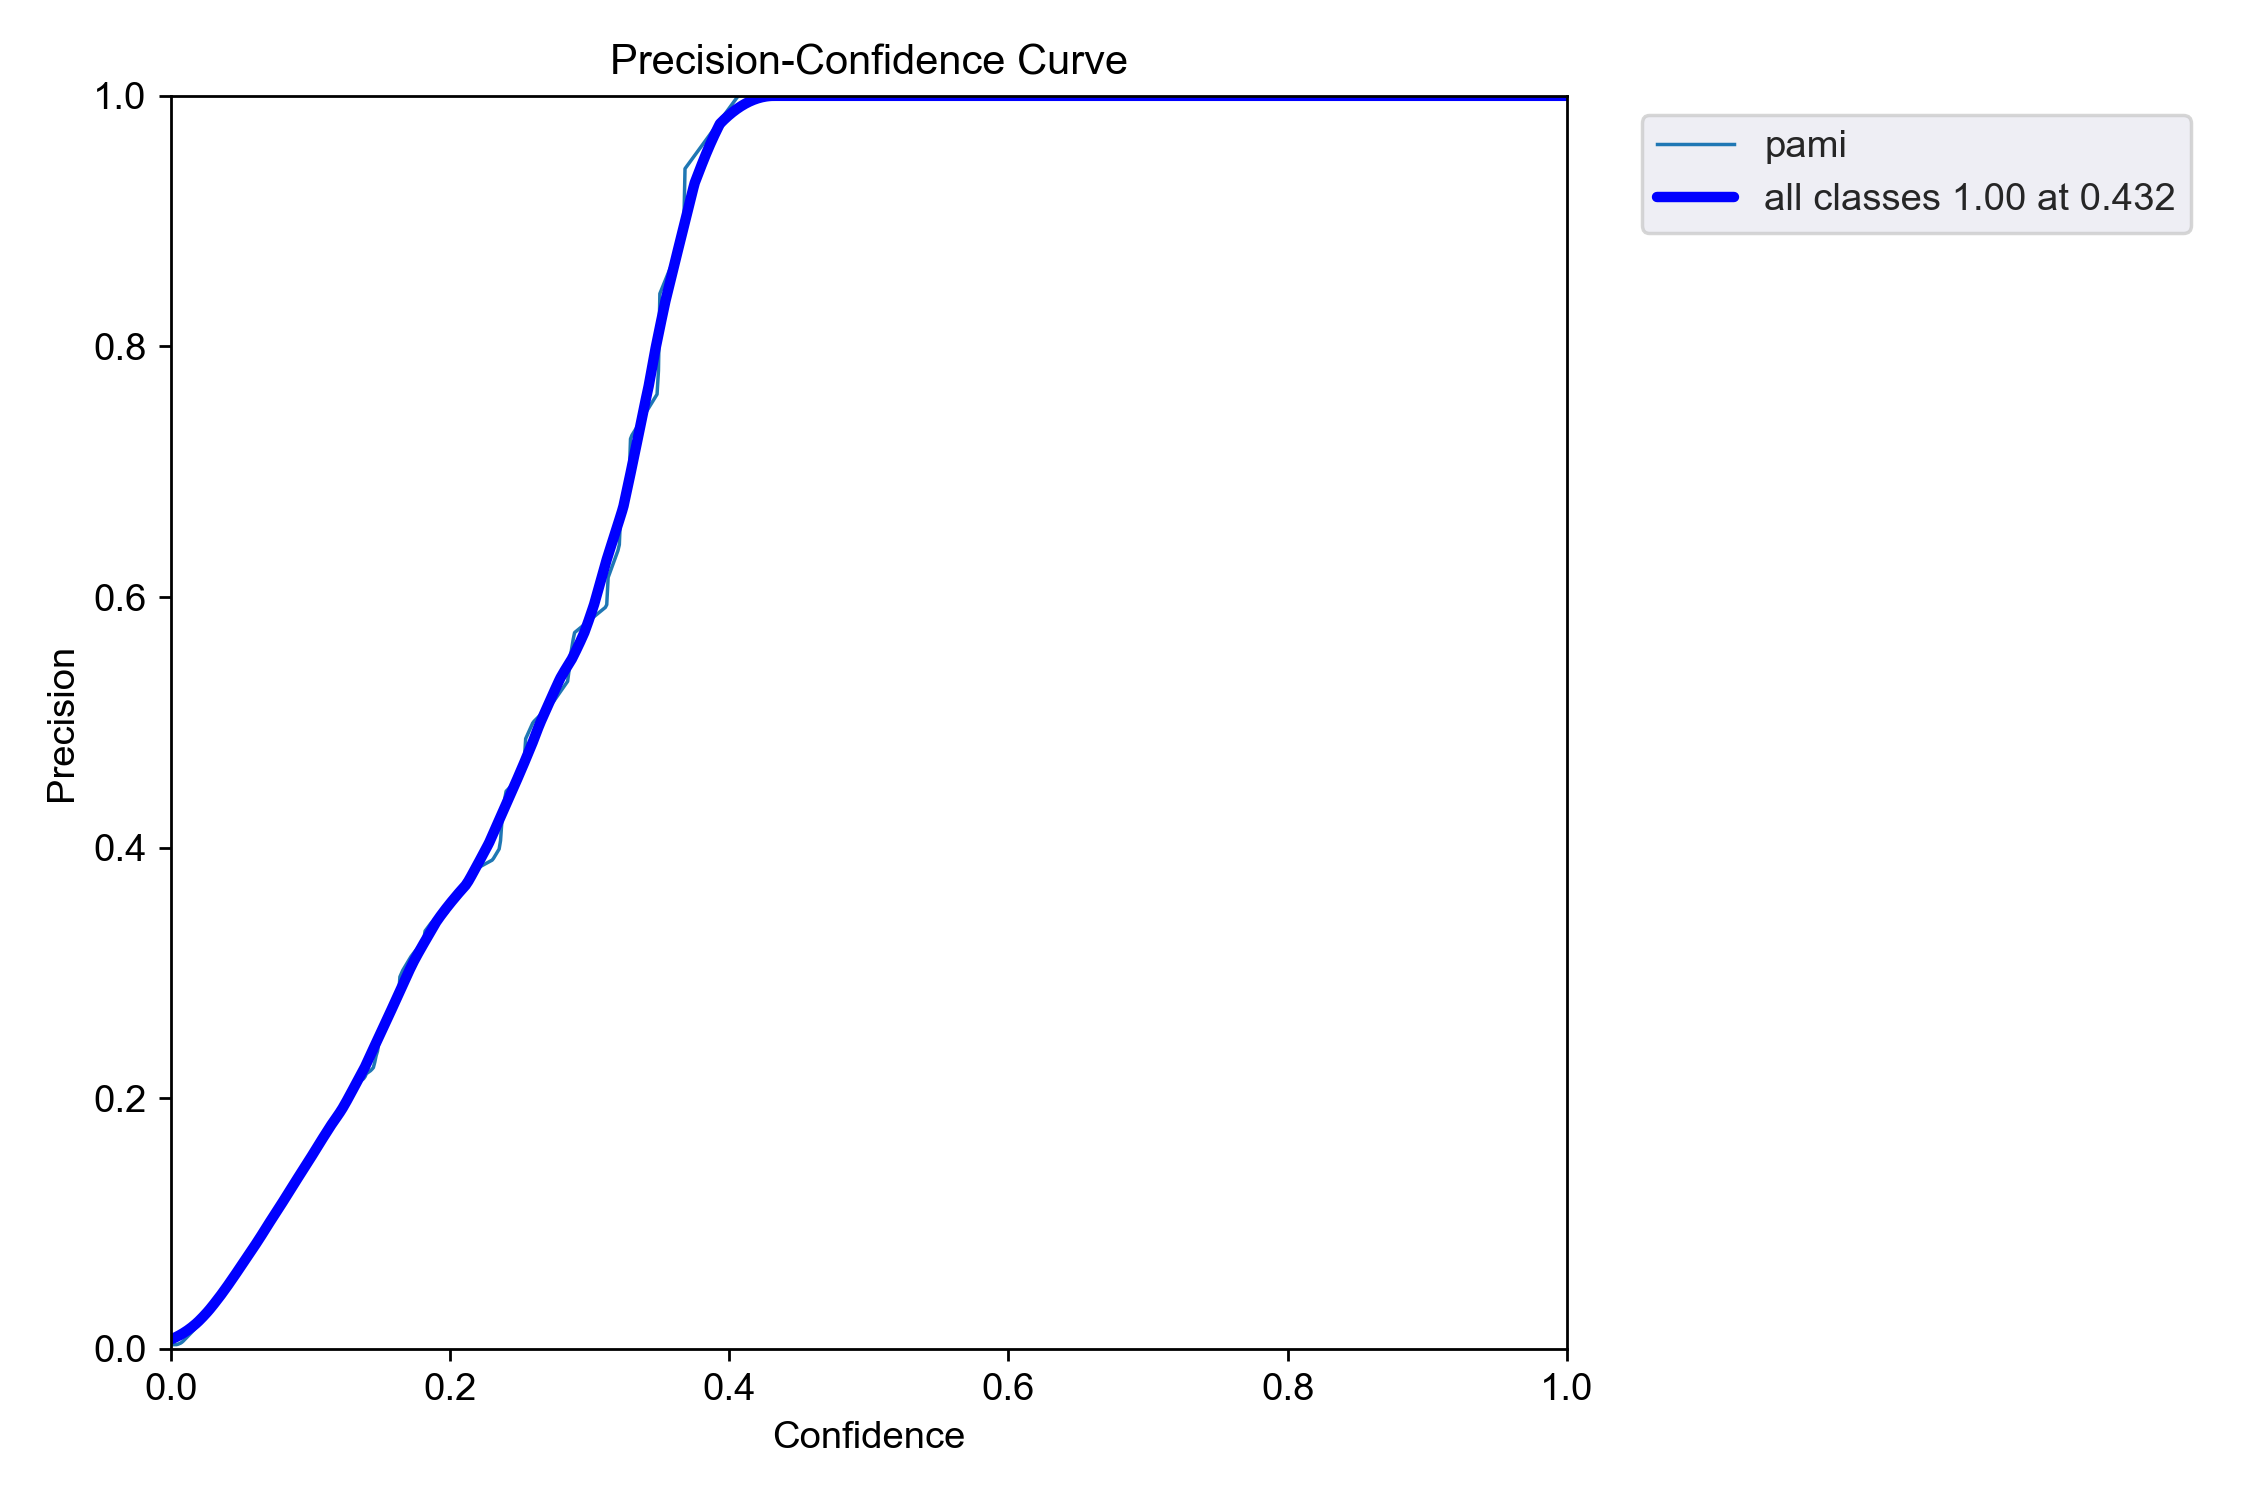 Precision-Confidence Curve
1.0
0.8
0.6
0.4
0.2
0.0
Precision
0.0 0.2 0.4 0.6 0.8 1.0
Confidence
pami
all classes 1.00 at 0.432